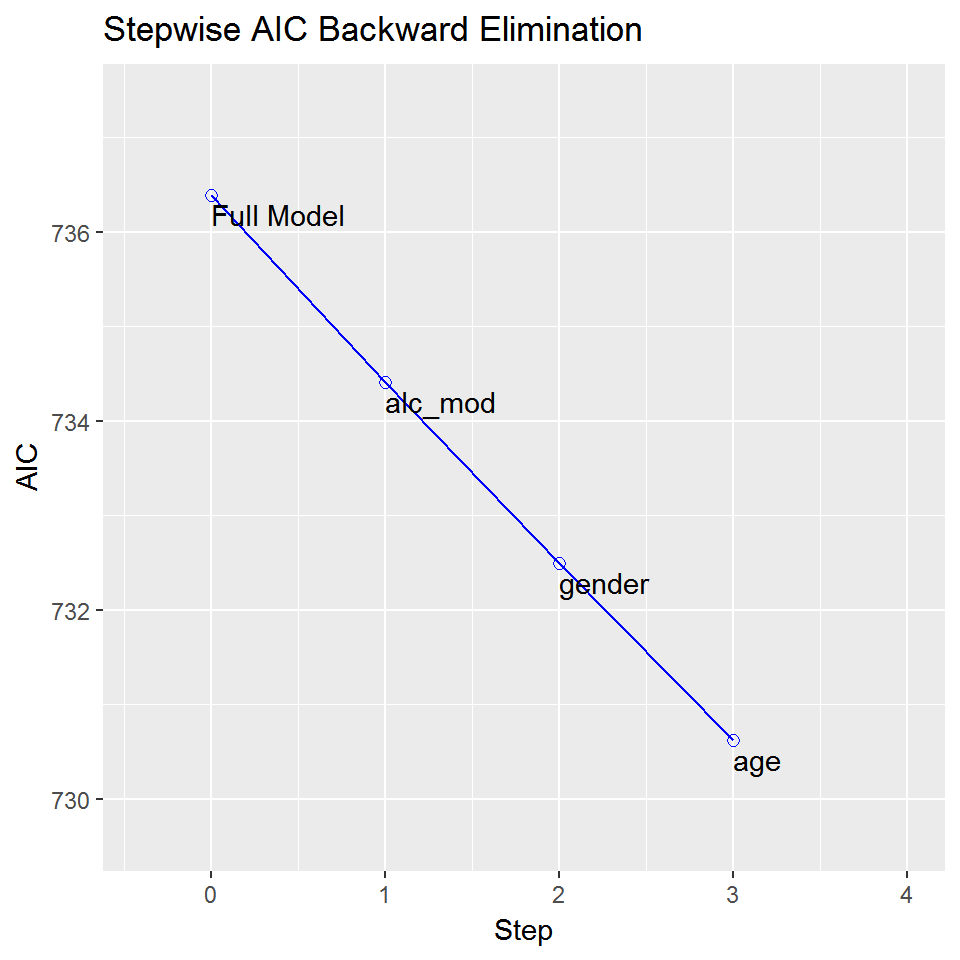 Stepwise AIC Backward Elimination
Full Model
736
alc_mod
734
AIC
gender
732
age
730
0 1 2 3 4
Step